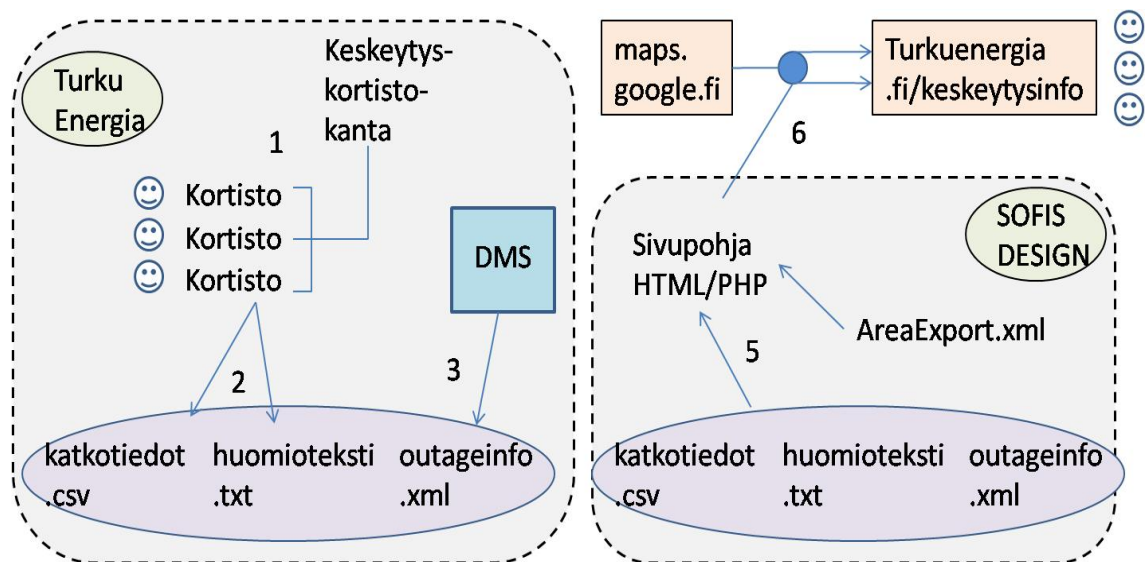 Turku
Energia
Keskeytys-
kortisto-
kanta
1
Kortisto
Kortisto
Kortisto
DMS
2
3
katkotiedot
.csv
huomioteksti
.txt
outageinfo
.xml
maps.
google.fi
Turkuenergia
.fi/keskeytysinfo
6
SOFIS
DESIGN
Sivupohja
HTML/PHP
AreaExport.xml
5
katkotiedot
.csv
huomioteksti
.txt
outageinfo
.xml